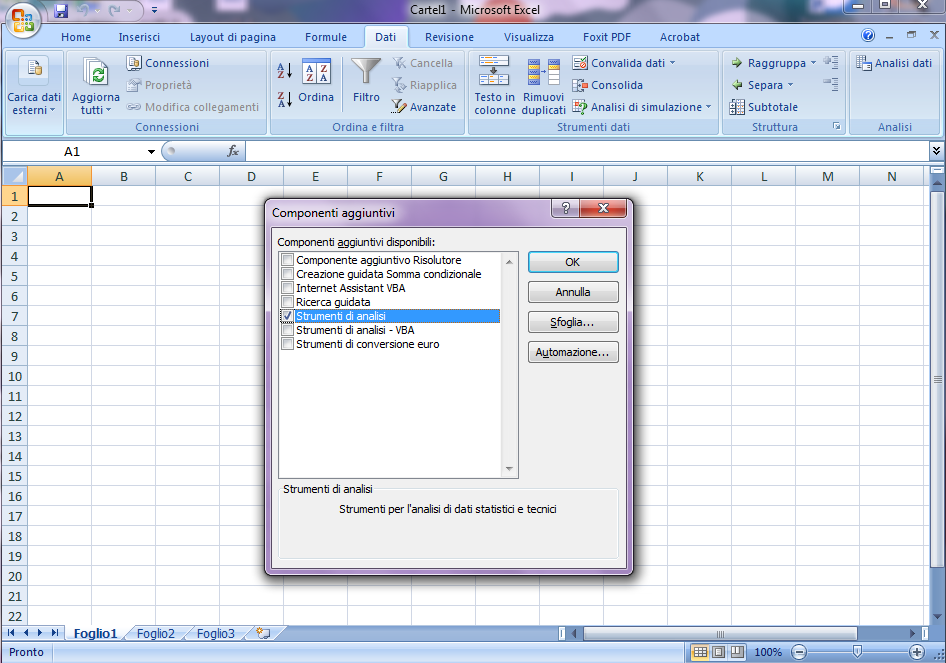 Cartel1 - Microsoft Excel
Home Inserisci Layout di pagina Formule Dati Revisione Visualizza Foxit PDF Acrobat
Carica dati esterni
Aggiorna tutti
Connessioni
Proprietà
Modifica collegamenti
Connessioni
Ordina
Filtro
Cancella
Riapplica
Avanzate
Ordina e filtra
Testo in colonne
Rimuovi duplicati
Convalida dati
Consolida
Analisi di simulazione
Strumenti dati
Raggruppa
Separa
Subtotale
Struttura
Analisi dati
Analisi
A1 fx
A B C D E F G H I J K L M N
1
2
3
4
5
6
7
8
9
10
11
12
13
14
15
16
17
18
19
20
21
22
Componenti aggiuntivi
Componenti aggiuntivi disponibili:
Componente aggiuntivo Risolutore
Creazione guidata Somma condizionale
Internet Assistant VBA
Ricerca guidata
Strumenti di analisi
Strumenti di analisi - VBA
Strumenti di conversione euro
OK
Annulla
Sfoglia...
Automazione...
Strumenti di analisi
Strumenti per l'analisi di dati statistici e tecnici
Foglio1 Foglio2 Foglio3
Pronto 100%